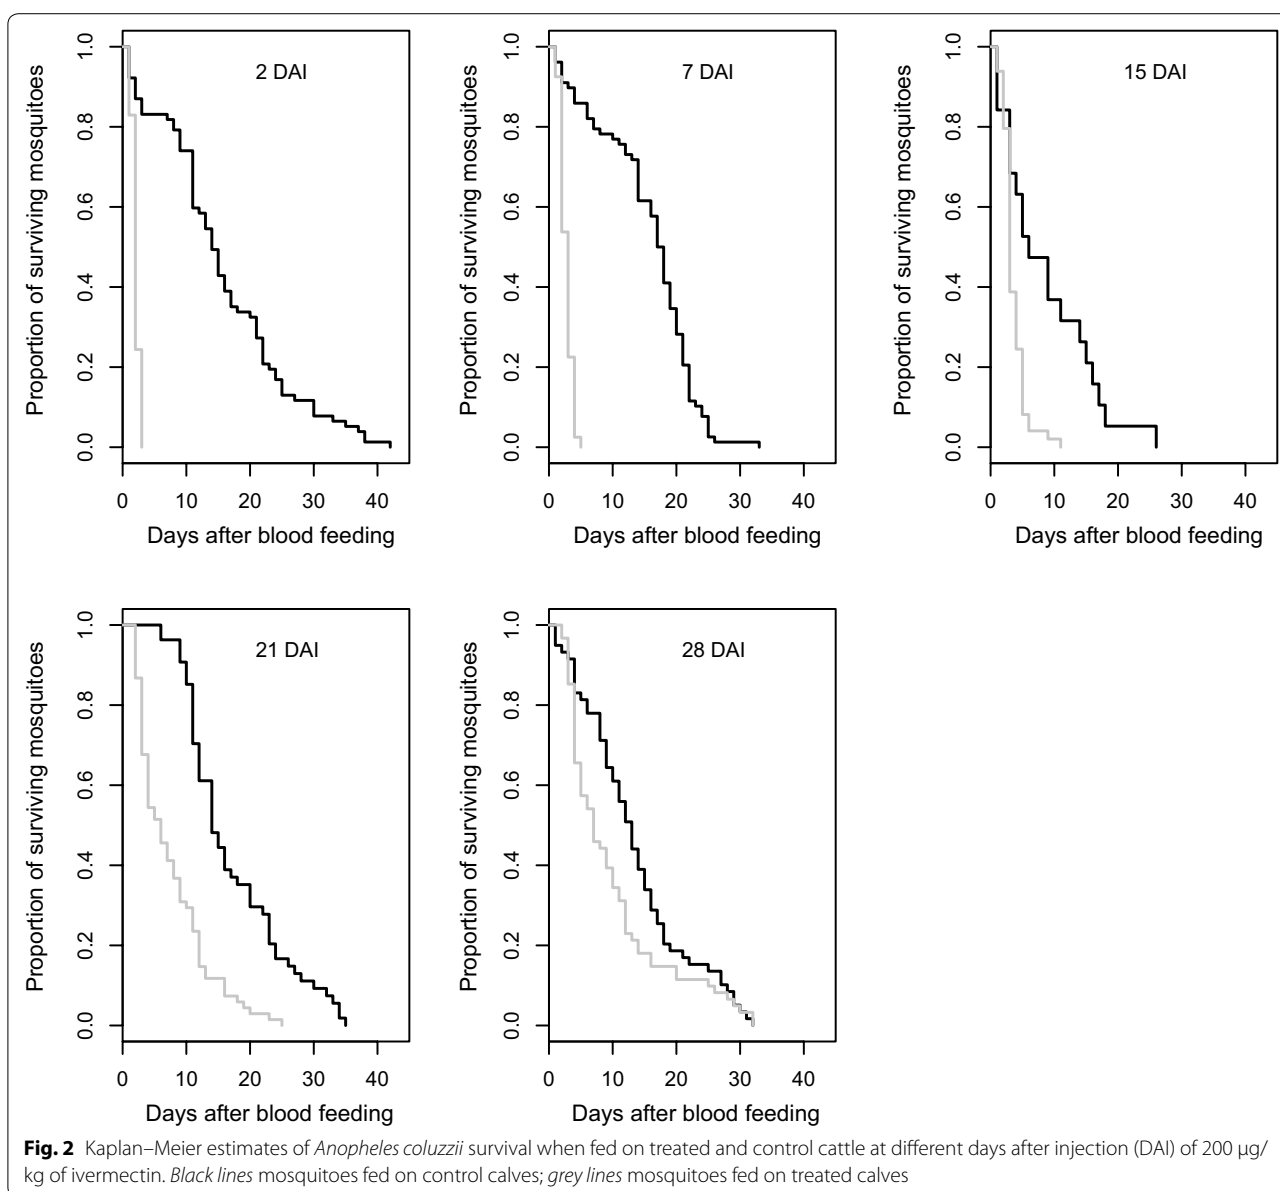 2 DAI
Proportion of surviving mosquitoes
0.0 0.2 0.4 0.6 0.8 1.0
0 10 20 30 40
Days after blood feeding
7 DAI
Proportion of surviving mosquitoes
0.0 0.2 0.4 0.6 0.8 1.0
0 10 20 30 40
Days after blood feeding
15 DAI
Proportion of surviving mosquitoes
0.0 0.2 0.4 0.6 0.8 1.0
0 10 20 30 40
Days after blood feeding
21 DAI
Proportion of surviving mosquitoes
0.0 0.2 0.4 0.6 0.8 1.0
0 10 20 30 40
Days after blood feeding
28 DAI
Proportion of surviving mosquitoes
0.0 0.2 0.4 0.6 0.8 1.0
0 10 20 30 40
Days after blood feeding
Fig. 2 Kaplan–Meier estimates of Anopheles coluzzii survival when fed on treated and control cattle at different days after injection (DAI) of 200 µg/
kg of ivermectin. Black lines mosquitoes fed on control calves; grey lines mosquitoes fed on treated calves